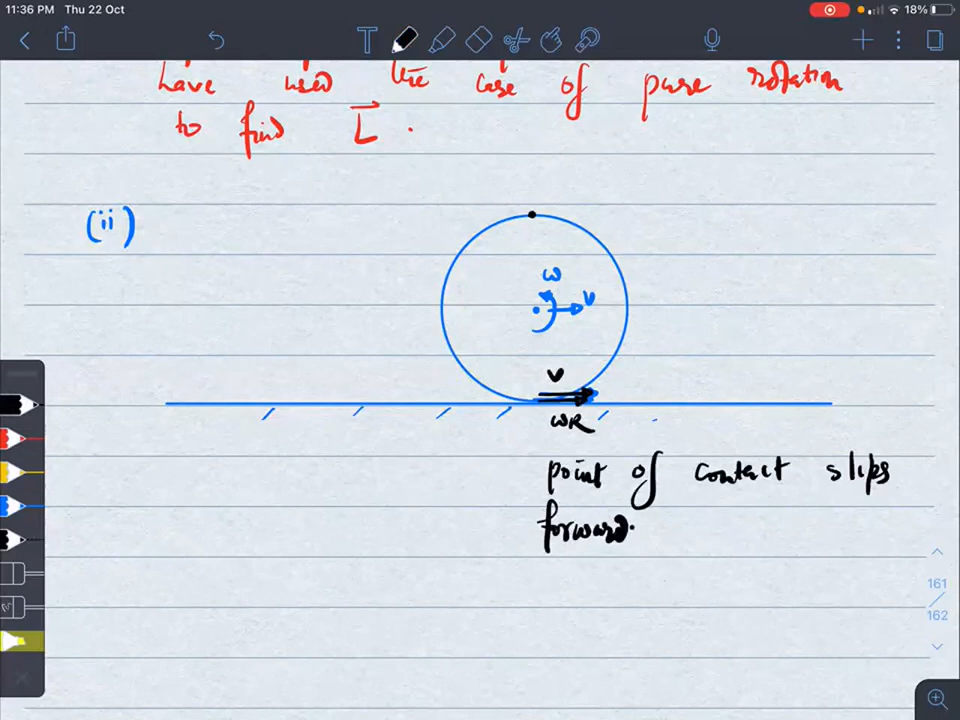 11:36 PM Thu 22 Oct 18%
have used the case of pure rotation
to find L⃗ .
(ii)
ω
v
v
ωR
point of contact slips
forward.
161
162